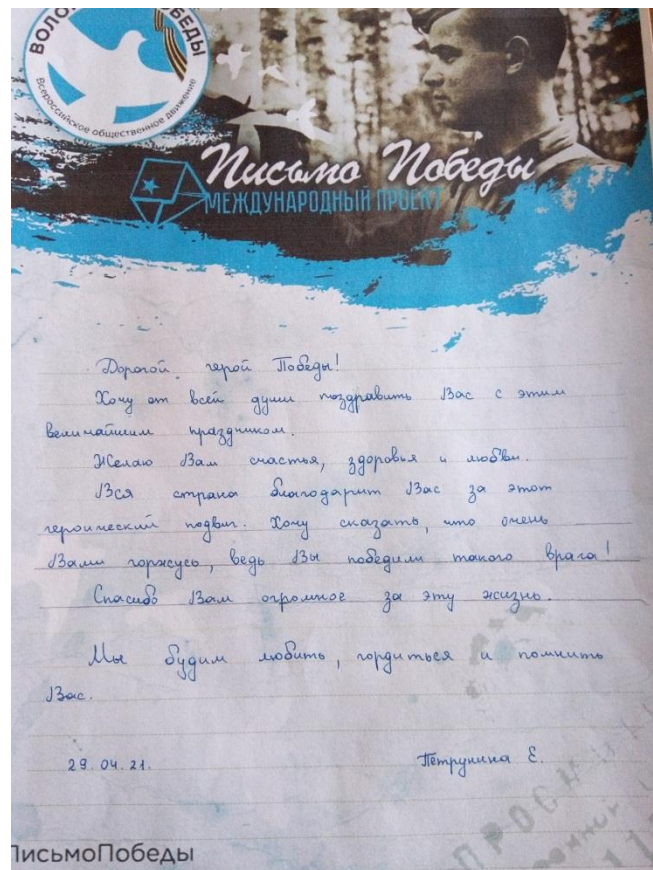 ПОБЕДЫ
Всероссийское общественное движение
Письмо Победы
МЕЖДУНАРОДНЫЙ ПРОЕКТ
Дорогой герой Победы!
Хочу от всей души поздравить Вас с этим
величайшим праздником.
Желаю Вам счастья, здоровья и любви.
Вся страна благодарит Вас за этот
героический подвиг. Хочу сказать, что очень
Вами горжусь, ведь Вы победили такого врага!
Спасибо Вам огромное за эту жизнь.
Мы будим любить, гордиться и помнить
Вас.
29.04.21.
Петрунина Е.
ПисьмоПобеды